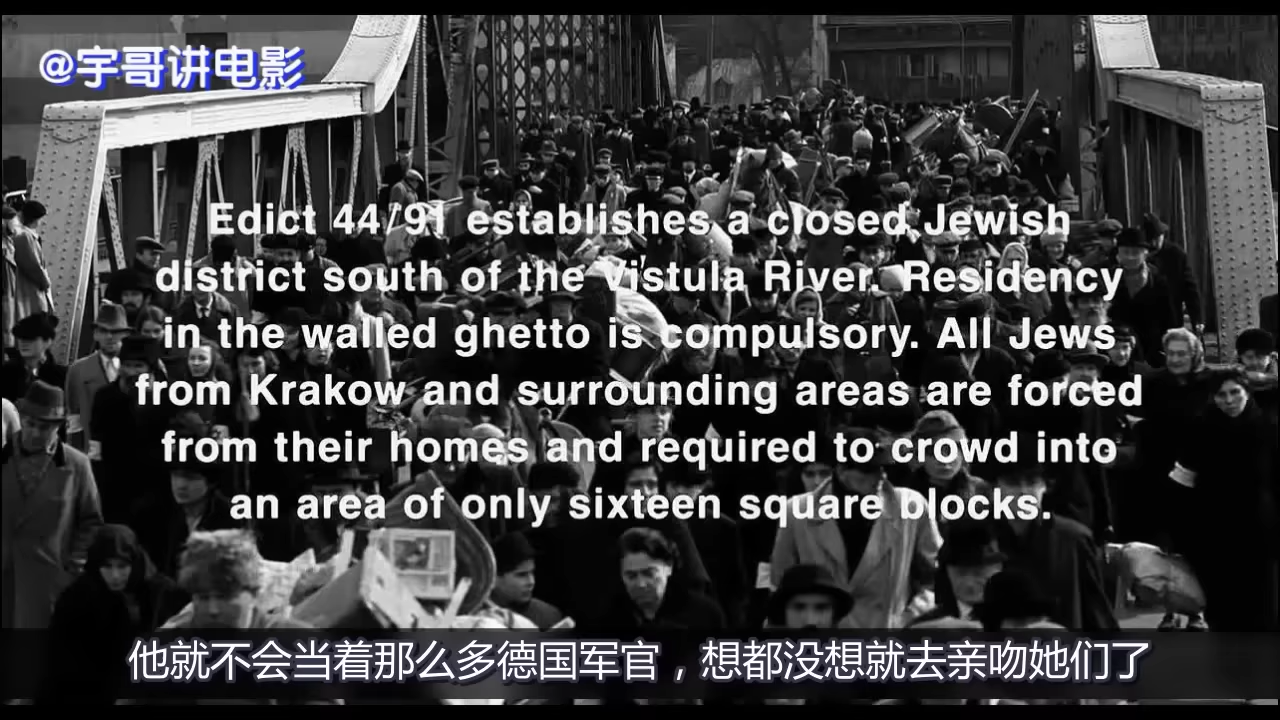 @宇哥讲电影
Edict 44/91 establishes a closed Jewish
district south of the Vistula River. Residency
in the walled ghetto is compulsory. All Jews
from Krakow and surrounding areas are forced
from their homes and required to crowd into
an area of only sixteen square blocks.
他就不会当着那么多德国军官，想都没想就去亲吻她们了